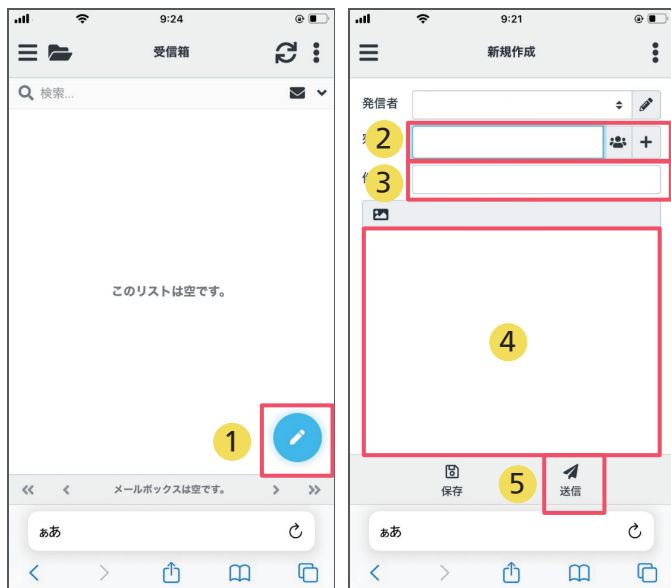 9:24
受信箱
検索...
このリストは空です。
1
メールボックスは空です。
ぁあ
9:21
新規作成
発信者
2
3
4
5
保存
送信
ぁあ